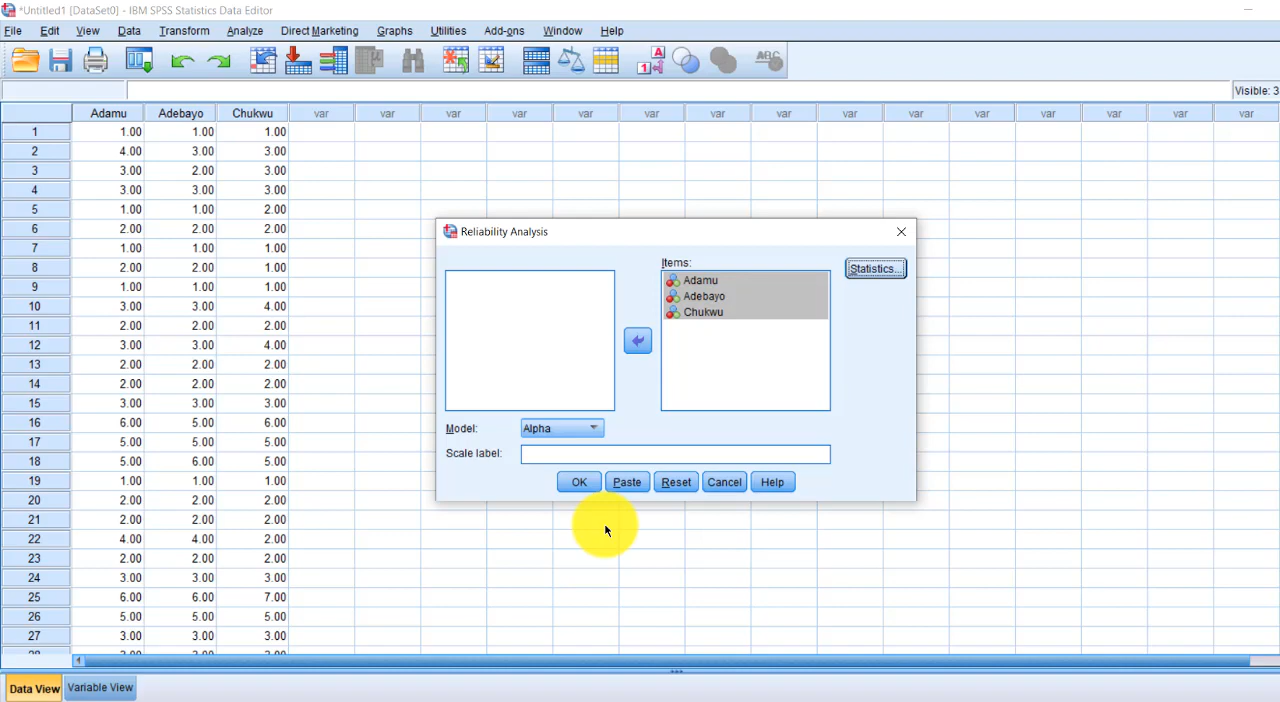 *Untitled1 [DataSet0] - IBM SPSS Statistics Data Editor
File Edit View Data Transform Analyze Direct Marketing Graphs Utilities Add-ons Window Help
Visible: 3
Adamu Adebayo Chukwu var var var var var var var var var var var var var var var
1 1.00 1.00 1.00
2 4.00 3.00 3.00
3 3.00 2.00 3.00
4 3.00 3.00 3.00
5 1.00 1.00 2.00
6 2.00 2.00 2.00
7 1.00 1.00 1.00
8 2.00 2.00 1.00
9 1.00 1.00 1.00
10 3.00 3.00 4.00
11 2.00 2.00 2.00
12 3.00 3.00 4.00
13 2.00 2.00 2.00
14 2.00 2.00 2.00
15 3.00 3.00 3.00
16 6.00 5.00 6.00
17 5.00 5.00 5.00
18 5.00 6.00 5.00
19 1.00 1.00 1.00
20 2.00 2.00 2.00
21 2.00 2.00 2.00
22 4.00 4.00 2.00
23 2.00 2.00 2.00
24 3.00 3.00 3.00
25 6.00 6.00 7.00
26 5.00 5.00 5.00
27 3.00 3.00 3.00
Reliability Analysis
Items:
Statistics...
Adamu
Adebayo
Chukwu
Model: Alpha
Scale label:
OK Paste Reset Cancel Help
Data View Variable View